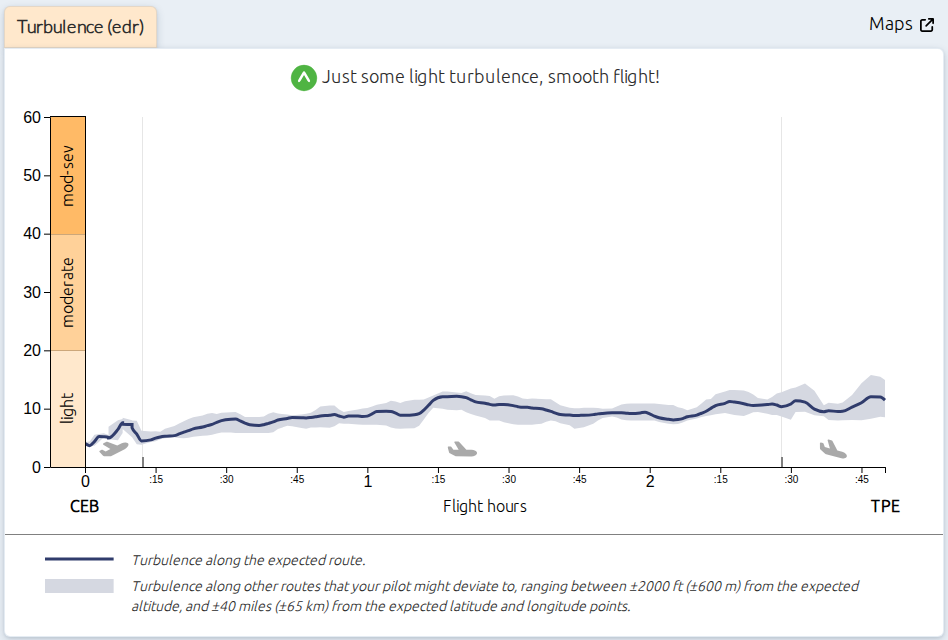 Turbulence (edr)
Maps
Just some light turbulence, smooth flight!
60
50
40
30
20
10
0
mod-sev
moderate
light
0 :15 :30 :45 1 :15 :30 :45 2 :15 :30 :45
CEB Flight hours TPE
Turbulence along the expected route.
Turbulence along other routes that your pilot might deviate to, ranging between ±2000 ft (±600 m) from the expected
altitude, and ±40 miles (±65 km) from the expected latitude and longitude points.